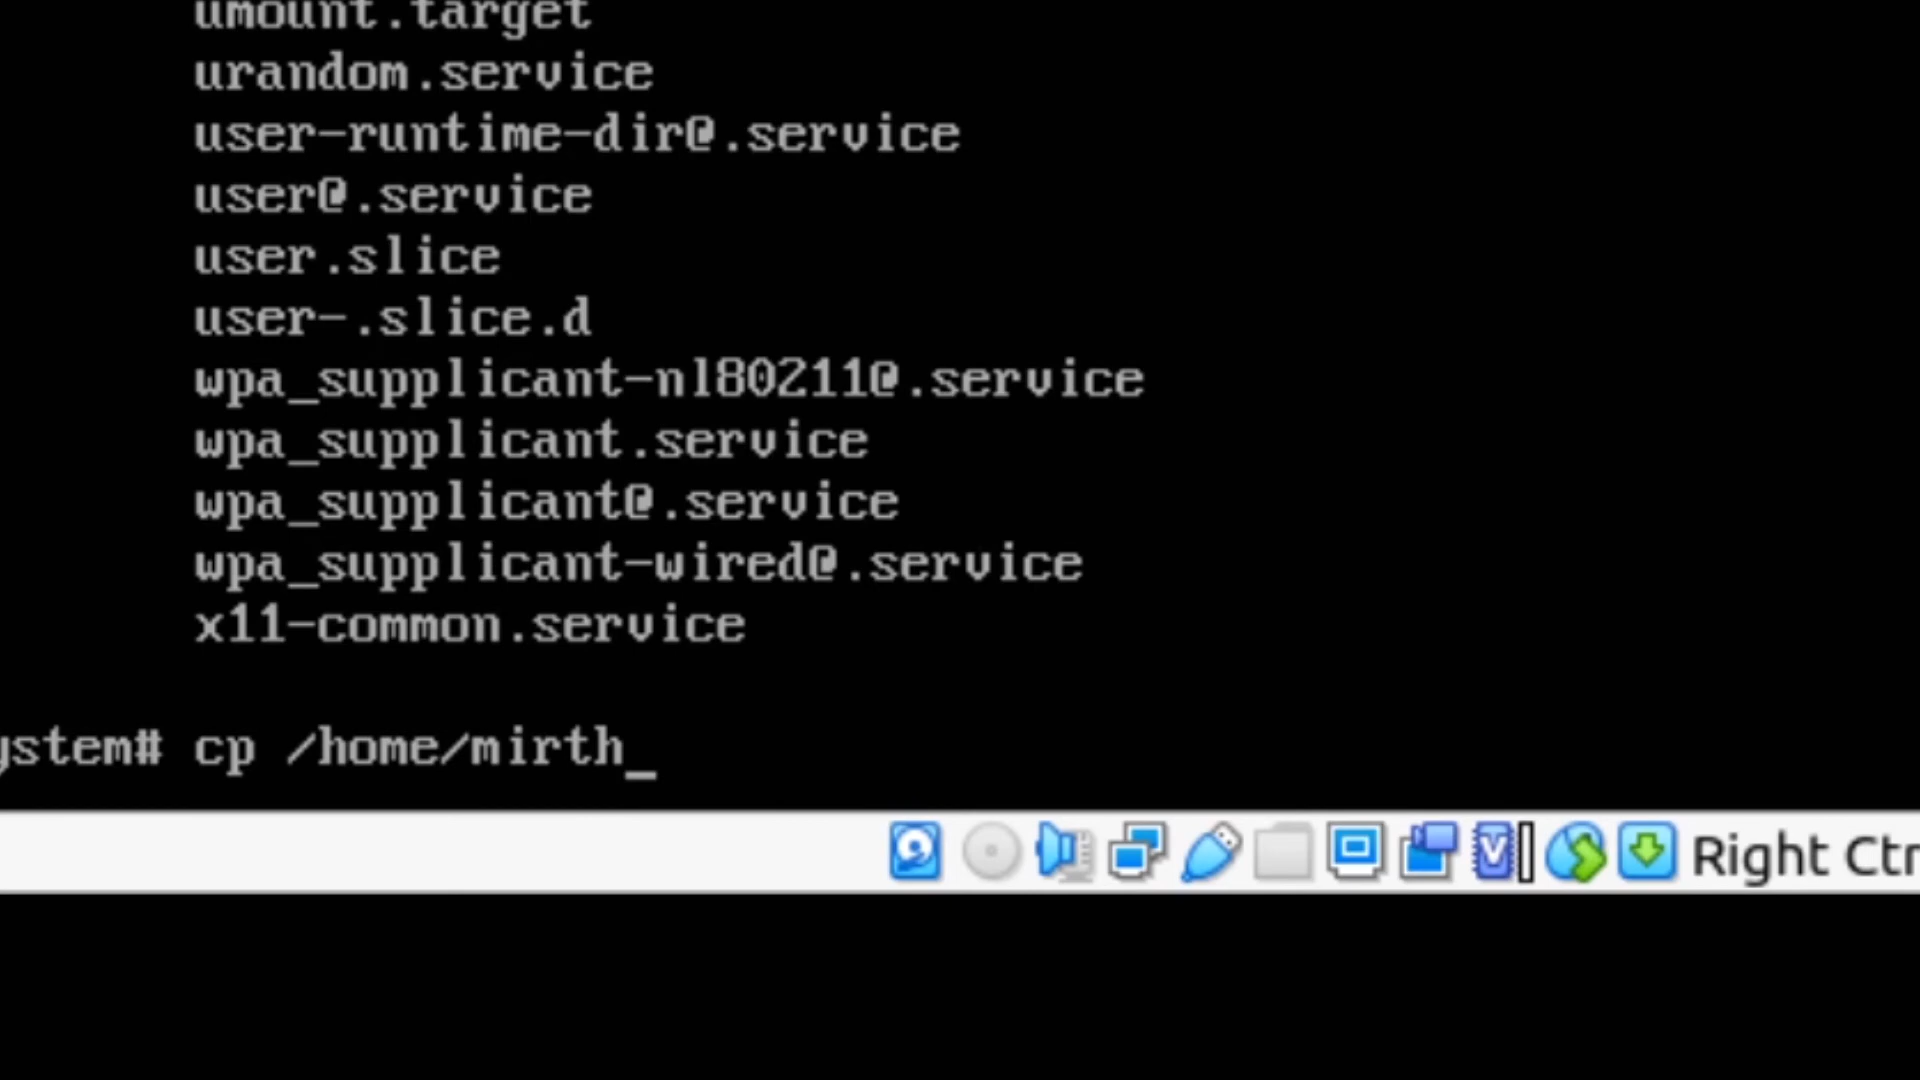 umount.target
urandom.service
user-runtime-dir@.service
user@.service
user.slice
user-.slice.d
wpa_supplicant-nl80211@.service
wpa_supplicant.service
wpa_supplicant@.service
wpa_supplicant-wired@.service
x11-common.service
ystem# cp /home/mirth_
Right Ctr